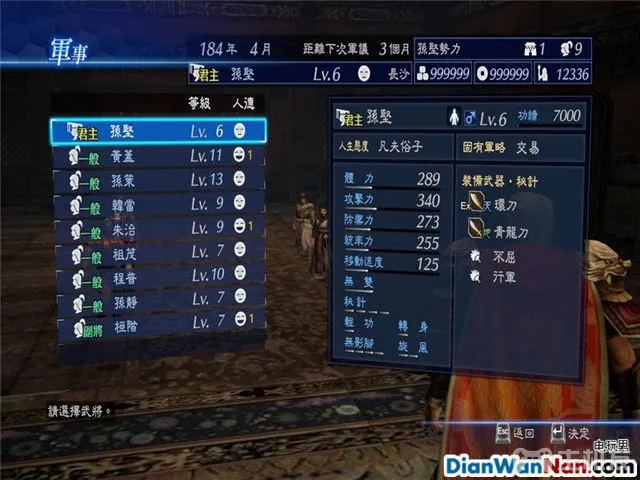 軍事
184年 4月 距離下次軍議 3個月 孫堅勢力 1 9
君主 孫堅 Lv.6 長沙 999999 999999 12336
等級 人連
君主 孫堅 Lv. 6
一般 黃蓋 Lv.11 1
一般 孫策 Lv.13
一般 韓當 Lv. 9
一般 朱治 Lv. 9 1
一般 祖茂 Lv. 7
一般 程普 Lv.10
一般 孫靜 Lv. 7
副將 桓階 Lv. 7 1
君主 孫堅 Lv.6 功績 7000
人生態度 凡夫俗子 固有軍略 交易
體力 289
攻擊力 340
防禦力 273
統率力 255
移動速度 125
無雙
秘計
輕功 轉身
無影腳 旋風
裝備武器·秘計
天環刀
青龍刀
不屈
行軍
請選擇武將。
Esc 返回 決定
电玩男
DianWanNan.com